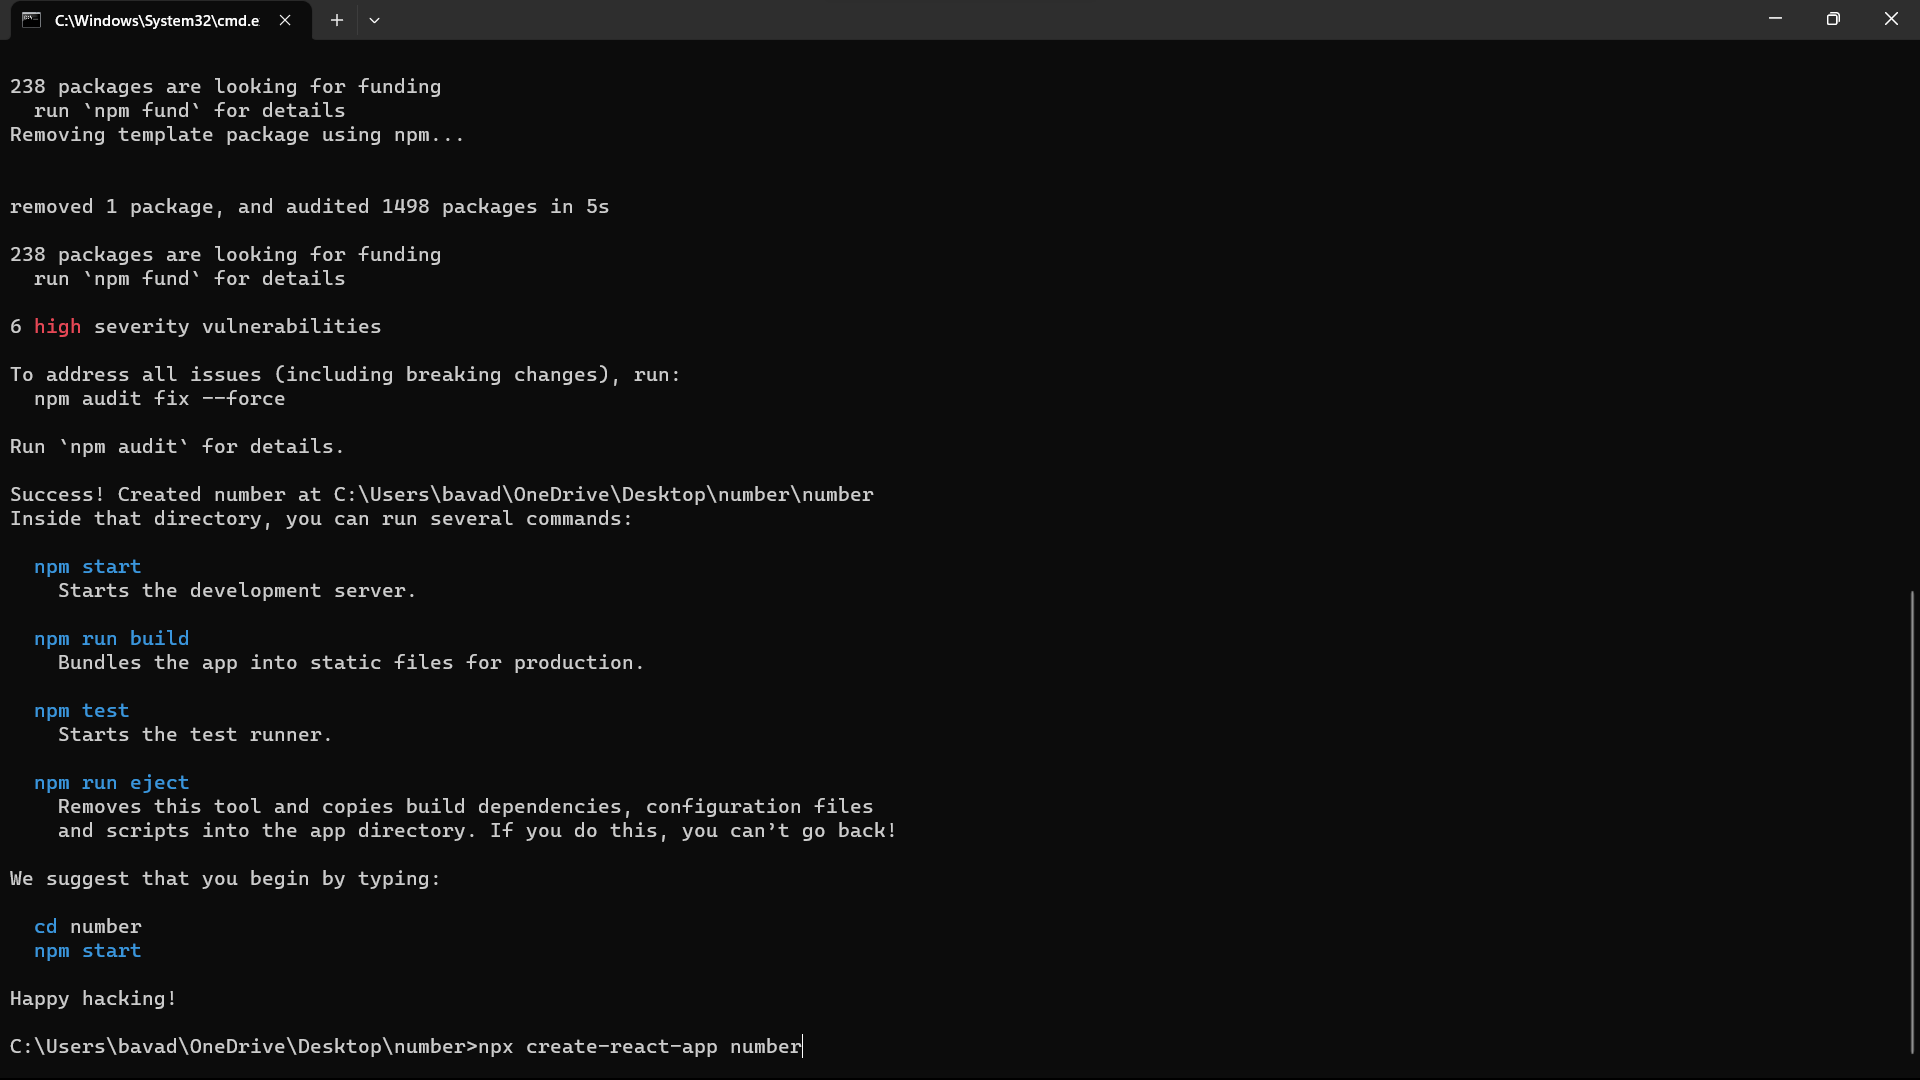 C:\Windows\System32\cmd.e
238 packages are looking for funding
run `npm fund` for details
Removing template package using npm...
removed 1 package, and audited 1498 packages in 5s
238 packages are looking for funding
run `npm fund` for details
6 high severity vulnerabilities
To address all issues (including breaking changes), run:
npm audit fix --force
Run `npm audit` for details.
Success! Created number at C:\Users\bavad\OneDrive\Desktop\number\number
Inside that directory, you can run several commands:
npm start
Starts the development server.
npm run build
Bundles the app into static files for production.
npm test
Starts the test runner.
npm run eject
Removes this tool and copies build dependencies, configuration files
and scripts into the app directory. If you do this, you can’t go back!
We suggest that you begin by typing:
cd number
npm start
Happy hacking!
C:\Users\bavad\OneDrive\Desktop\number>npx create-react-app number